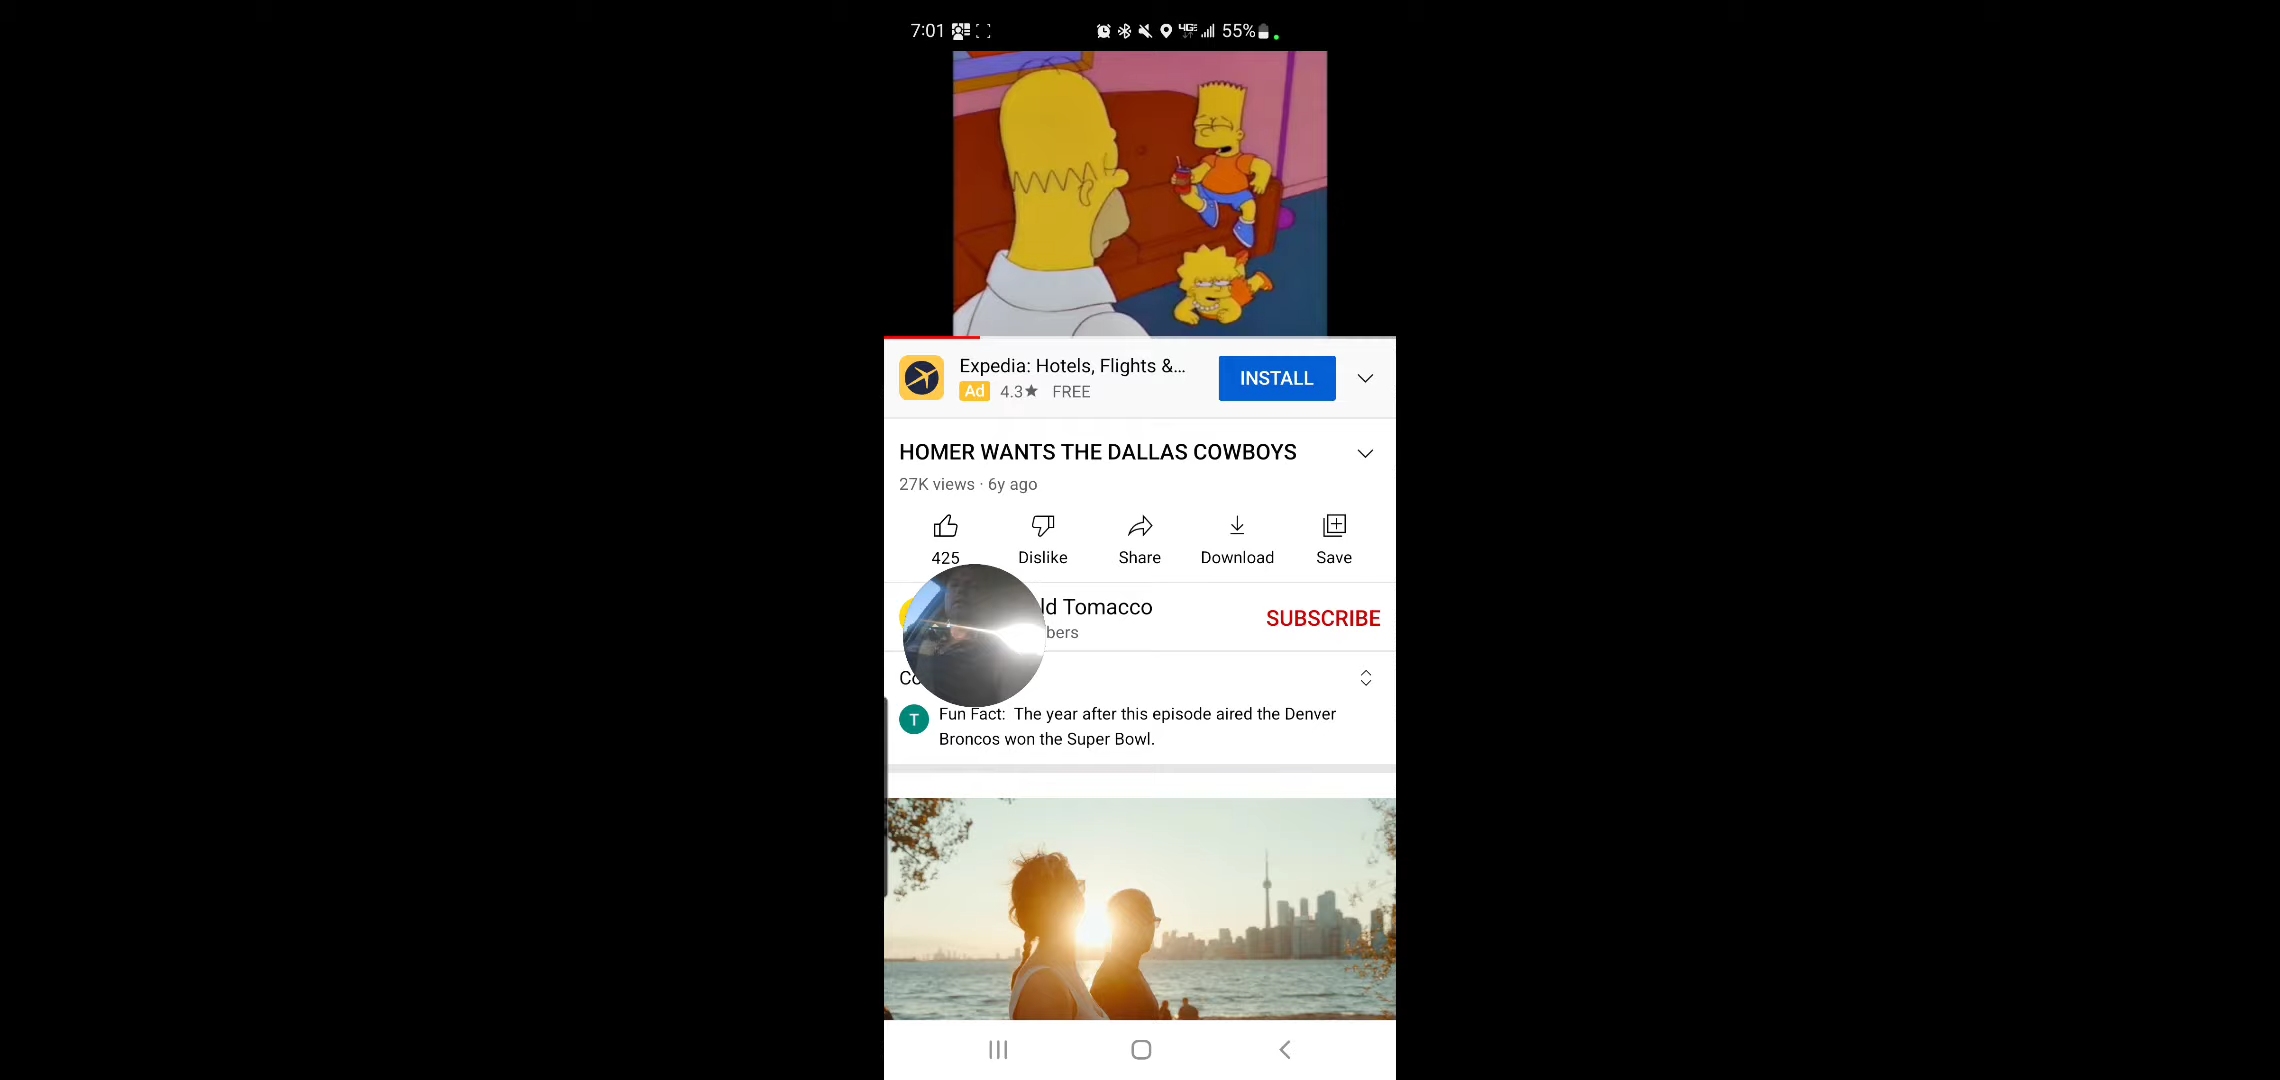 7:01 55%
Expedia: Hotels, Flights &...
Ad 4.3★ FREE
INSTALL
HOMER WANTS THE DALLAS COWBOYS
27K views · 6y ago
425 Dislike Share Download Save
ld Tomacco
bers
SUBSCRIBE
Co
T
Fun Fact: The year after this episode aired the Denver
Broncos won the Super Bowl.